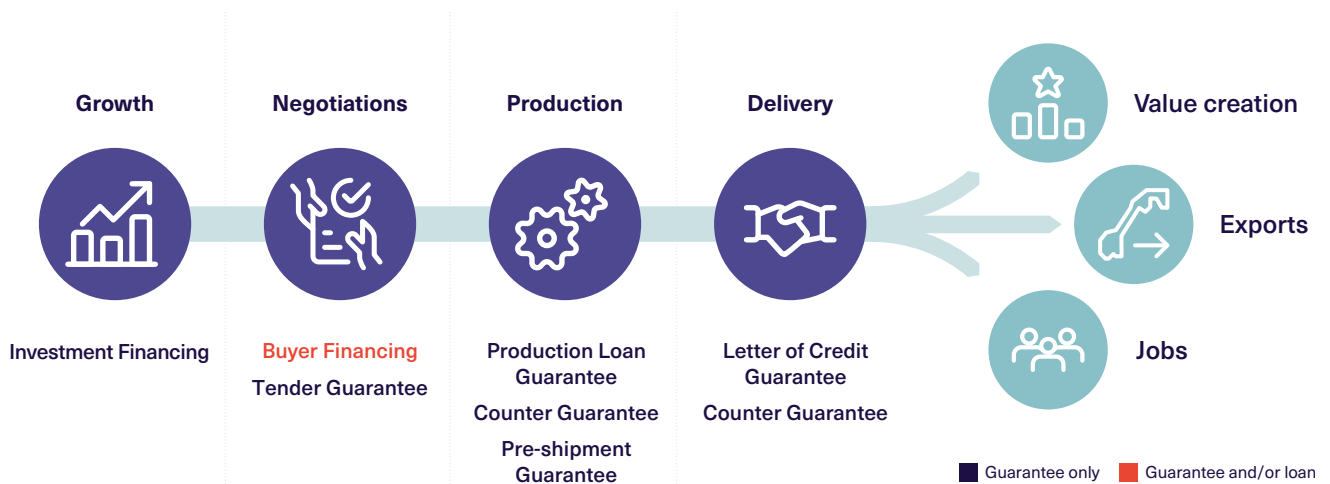 Growth
Negotiations
Production
Delivery
Value creation
Exports
Jobs
Investment Financing
Buyer Financing
Tender Guarantee
Production Loan
Guarantee
Counter Guarantee
Pre-shipment
Guarantee
Letter of Credit
Guarantee
Counter Guarantee
Guarantee only
Guarantee and/or loan